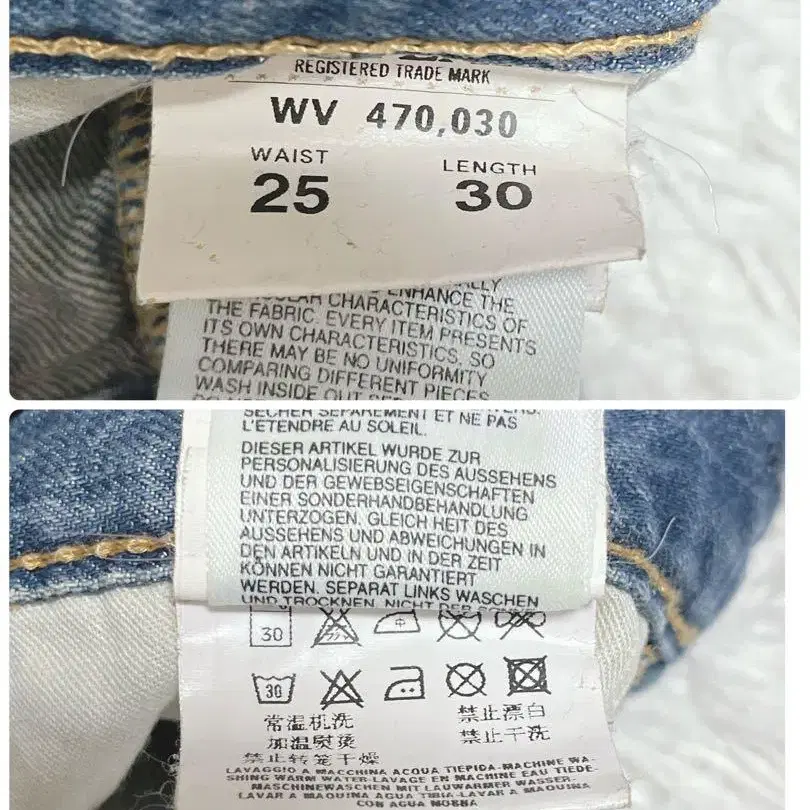 REGISTERED TRADE MARK
WV 470,030
WAIST LENGTH
25 30
ENHANCE THE
CHARACTERISTICS OF
THE FABRIC. EVERY ITEM PRESENTS
ITS OWN CHARACTERISTICS. SO
THERE MAY BE NO UNIFORMITY
COMPARING DIFFERENT PIECES.
WASH INSIDE OUT
SECHER SEPAREMENT ET NE PAS
L'ETENDRE AU SOLEIL.
DIESER ARTIKEL WURDE ZUR
PERSONALISIERUNG DES AUSSEHENS
UND DER GEWEBSEIGENSCHAFTEN
EINER SONDERHANDBEHANDLUNG
UNTERZOGEN. GLEICH HEIT DES
AUSSEHENS UND ABWEICHUNGEN IN
DEN ARTIKELN UND IN DER ZEIT
KÖNNEN NICHT GARANTIERT
WERDEN. SEPARAT LINKS WASCHEN
UND TROCKNEN. NICHT DER
30
30
常温机洗 禁止漂白
加温熨烫 禁止干洗
禁止转笼干燥
LAVAGGIO A MACCHINA ACQUA TIEPIDA-MACHINE WA-
SHING WARM WATER-LAVAGE EN MACHINE EAU TIEDE-
MASCHINEWASCHEN MIT LAUWARMER WASSER-
LAVAR A MAQUINA AGUA TIBIA-LAVAR A MAQUINA
CON AGUA MORNA